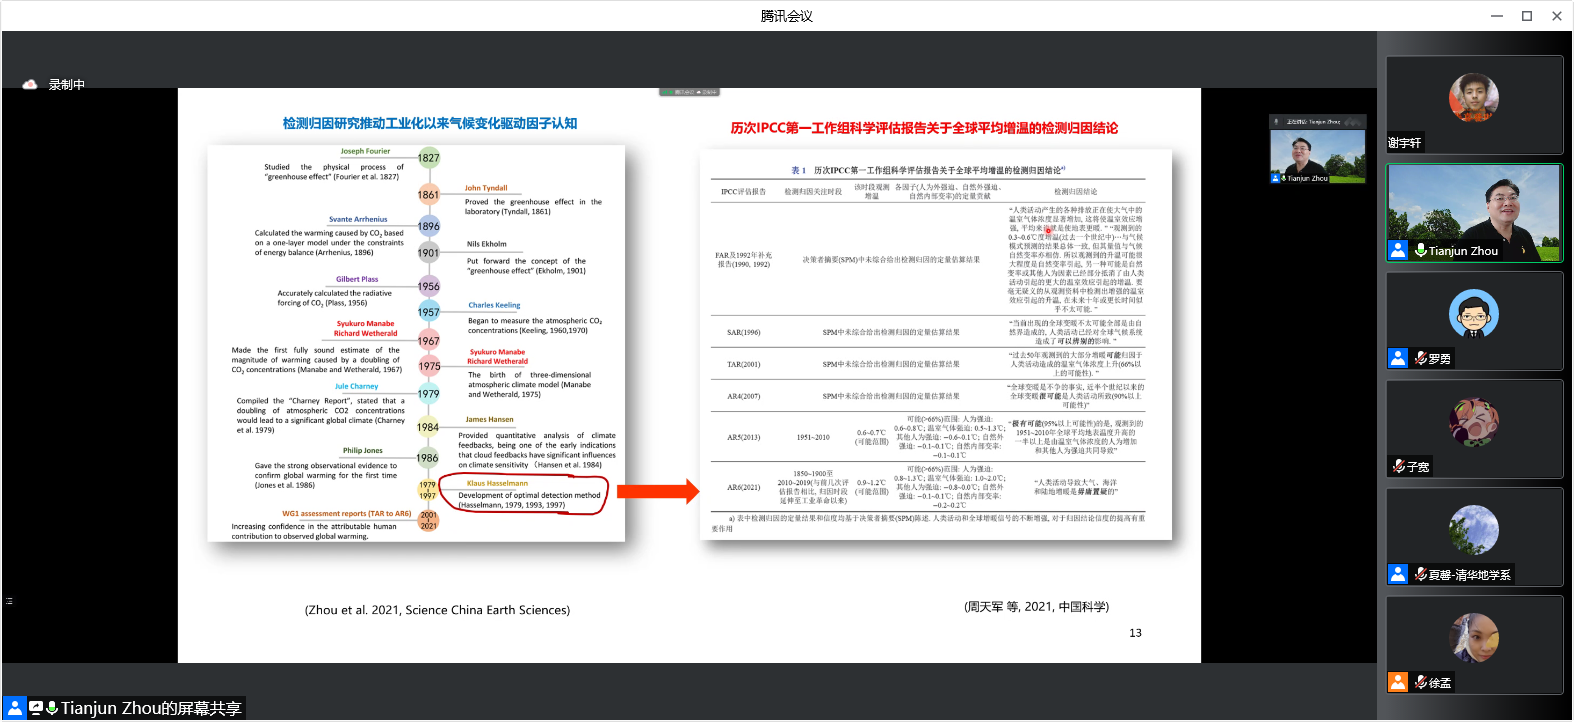 腾讯会议
录制中
检测归因研究推动工业化以来气候变化驱动因子认知
Joseph Fourier
1827
Studied the physical process of
"greenhouse effect" (Fourier et al. 1827)
1861
John Tyndall
Proved the greenhouse effect in the
laboratory (Tyndall, 1861)
Svante Arrhenius
1896
Calculated the warming caused by CO₂ based
on a one-layer model under the constraints
of energy balance (Arrhenius, 1896)
Nils Ekholm
1901
Put forward the concept of the
"greenhouse effect" (Ekholm, 1901)
Gilbert Plass
1956
Accurately calculated the radiative
forcing of CO₂ (Plass, 1956)
Charles Keeling
1957
Began to measure the atmospheric CO₂
concentrations (Keeling, 1960,1970)
Syukuro Manabe
Richard Wetherald
1967
Made the first fully sound estimate of the
magnitude of warming caused by a doubling of
CO₂ concentrations (Manabe and Wetherald, 1967)
Syukuro Manabe
Richard Wetherald
1975
The birth of three-dimensional
atmospheric climate model (Manabe
and Wetherald, 1975)
Jule Charney
1979
Compiled the "Charney Report", stated that a
doubling of atmospheric CO2 concentrations
would lead to a significant global climate (Charney
et al. 1979)
James Hansen
1984
Provided quantitative analysis of climate
feedbacks, being one of the early indications
that cloud feedbacks have significant influences
on climate sensitivity （Hansen et al. 1984)
Philip Jones
1986
Gave the strong observational evidence to
confirm global warming for the first time
(Jones et al. 1986)
Klaus Hasselmann
1979
1997
Development of optimal detection method
(Hasselmann, 1979, 1993, 1997)
WG1 assessment reports (TAR to AR6)
2001
2021
Increasing confidence in the attributable human
contribution to observed global warming.
(Zhou et al. 2021, Science China Earth Sciences)
历次IPCC第一工作组科学评估报告关于全球平均增温的检测归因结论
表 1 历次IPCC第一工作组科学评估报告关于全球平均增温的检测归因结论a)
IPCC评估报告 检测归因关注时段 该时段观测增温 各因子(人为外强迫、自然外强迫、自然内部变率)的定量贡献 检测归因结论
FAR及1992年补充
报告(1990, 1992)
决策者摘要(SPM)中未综合给出检测归因的定量估算结果
"人类活动产生的各种排放正在使大气中的
温室气体浓度显著增加, 这将使温室效应增
强, 平均来说就是使地表更暖. " "观测到的
0.3~0.6℃度增温(过去一个世纪中)…与气候
模式预测的结果总体一致, 但其量值与气候
自然变率亦相仿. 所以观测到的升温可能很
大程度是自然变率引起, 另一种可能是自然
变率或其他人为因素已经部分抵消了由人类
活动引起的更大的温室效应引起的增温. 要
毫无疑义的从观测资料中检测出增强的温室
效应引起的升温, 在未来十年或更长时间似
乎不太可能. "
SAR(1996) SPM中未综合给出检测归因的定量估算结果
"当前出现的全球变暖不太可能全部是由自
然界造成的, 人类活动已经对全球气候系统
造成了可以辨别的影响. "
TAR(2001) SPM中未综合给出检测归因的定量估算结果
"过去50年观测到的大部分增暖可能归因于
人类活动造成的温室气体浓度上升(66%以
上的可能性). "
AR4(2007) SPM中未综合给出检测归因的定量估算结果
"全球变暖是不争的事实, 近半个世纪以来的
全球变暖很可能是人类活动所致(90%以上
可能性)"
AR5(2013) 1951~2010
0.6~0.7℃
(可能范围)
可能(>66%)范围: 人为强迫:
0.6~0.8℃; 温室气体强迫: 0.5~1.3℃;
其他人为强迫: −0.6~0.1℃; 自然外
强迫: −0.1~0.1℃; 自然内部变率:
−0.1~0.1℃
"极有可能(95%以上可能性)的是, 观测到的
1951~2010年全球平均地表温度升高的
一半以上是由温室气体浓度的人为增加
和其他人为强迫共同导致"
AR6(2021)
1850~1900至
2010~2019(与前几次评
估报告相比, 归因时段
延伸至工业革命以来)
0.9~1.2℃
(可能范围)
可能(>66%)范围: 人为强迫:
0.8~1.3℃; 温室气体强迫: 1.0~2.0℃;
其他人为强迫: −0.8~0.0℃; 自然外
强迫: −0.1~0.1℃; 自然内部变率:
−0.2~0.2℃
"人类活动导致大气、海洋
和陆地增暖是毋庸置疑的"
a) 表中检测归因的定量结果和信度均基于决策者摘要(SPM)陈述. 人类活动和全球增暖信号的不断增强, 对于归因结论信度的提高有重
要作用
(周天军 等, 2021, 中国科学)
13
正在讲话: Tianjun Zhou
Tianjun Zhou
谢宇轩
Tianjun Zhou
罗勇
子宽
夏馨-清华地学系
徐孟
Tianjun Zhou的屏幕共享